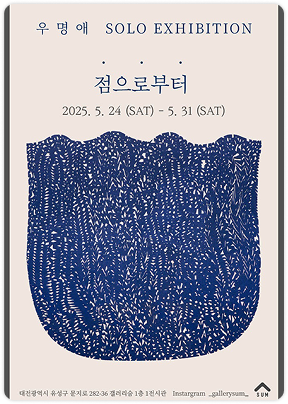 우명애 SOLO EXHIBITION
점으로부터
2025. 5. 24 (SAT) - 5. 31 (SAT)
대전광역시 유성구 문지로 282-36 갤러리숨 1층 1전시관 Instargram _gallerysum_
SUM